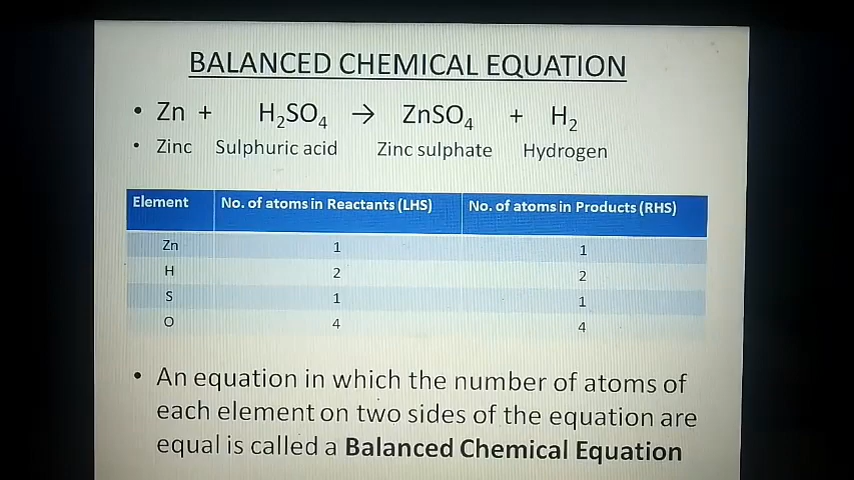 BALANCED CHEMICAL EQUATION
• Zn + H₂SO₄ → ZnSO₄ + H₂
• Zinc Sulphuric acid Zinc sulphate Hydrogen
Element No. of atoms in Reactants (LHS) No. of atoms in Products (RHS)
Zn 1 1
H 2 2
S 1 1
O 4 4
• An equation in which the number of atoms of
each element on two sides of the equation are
equal is called a Balanced Chemical Equation